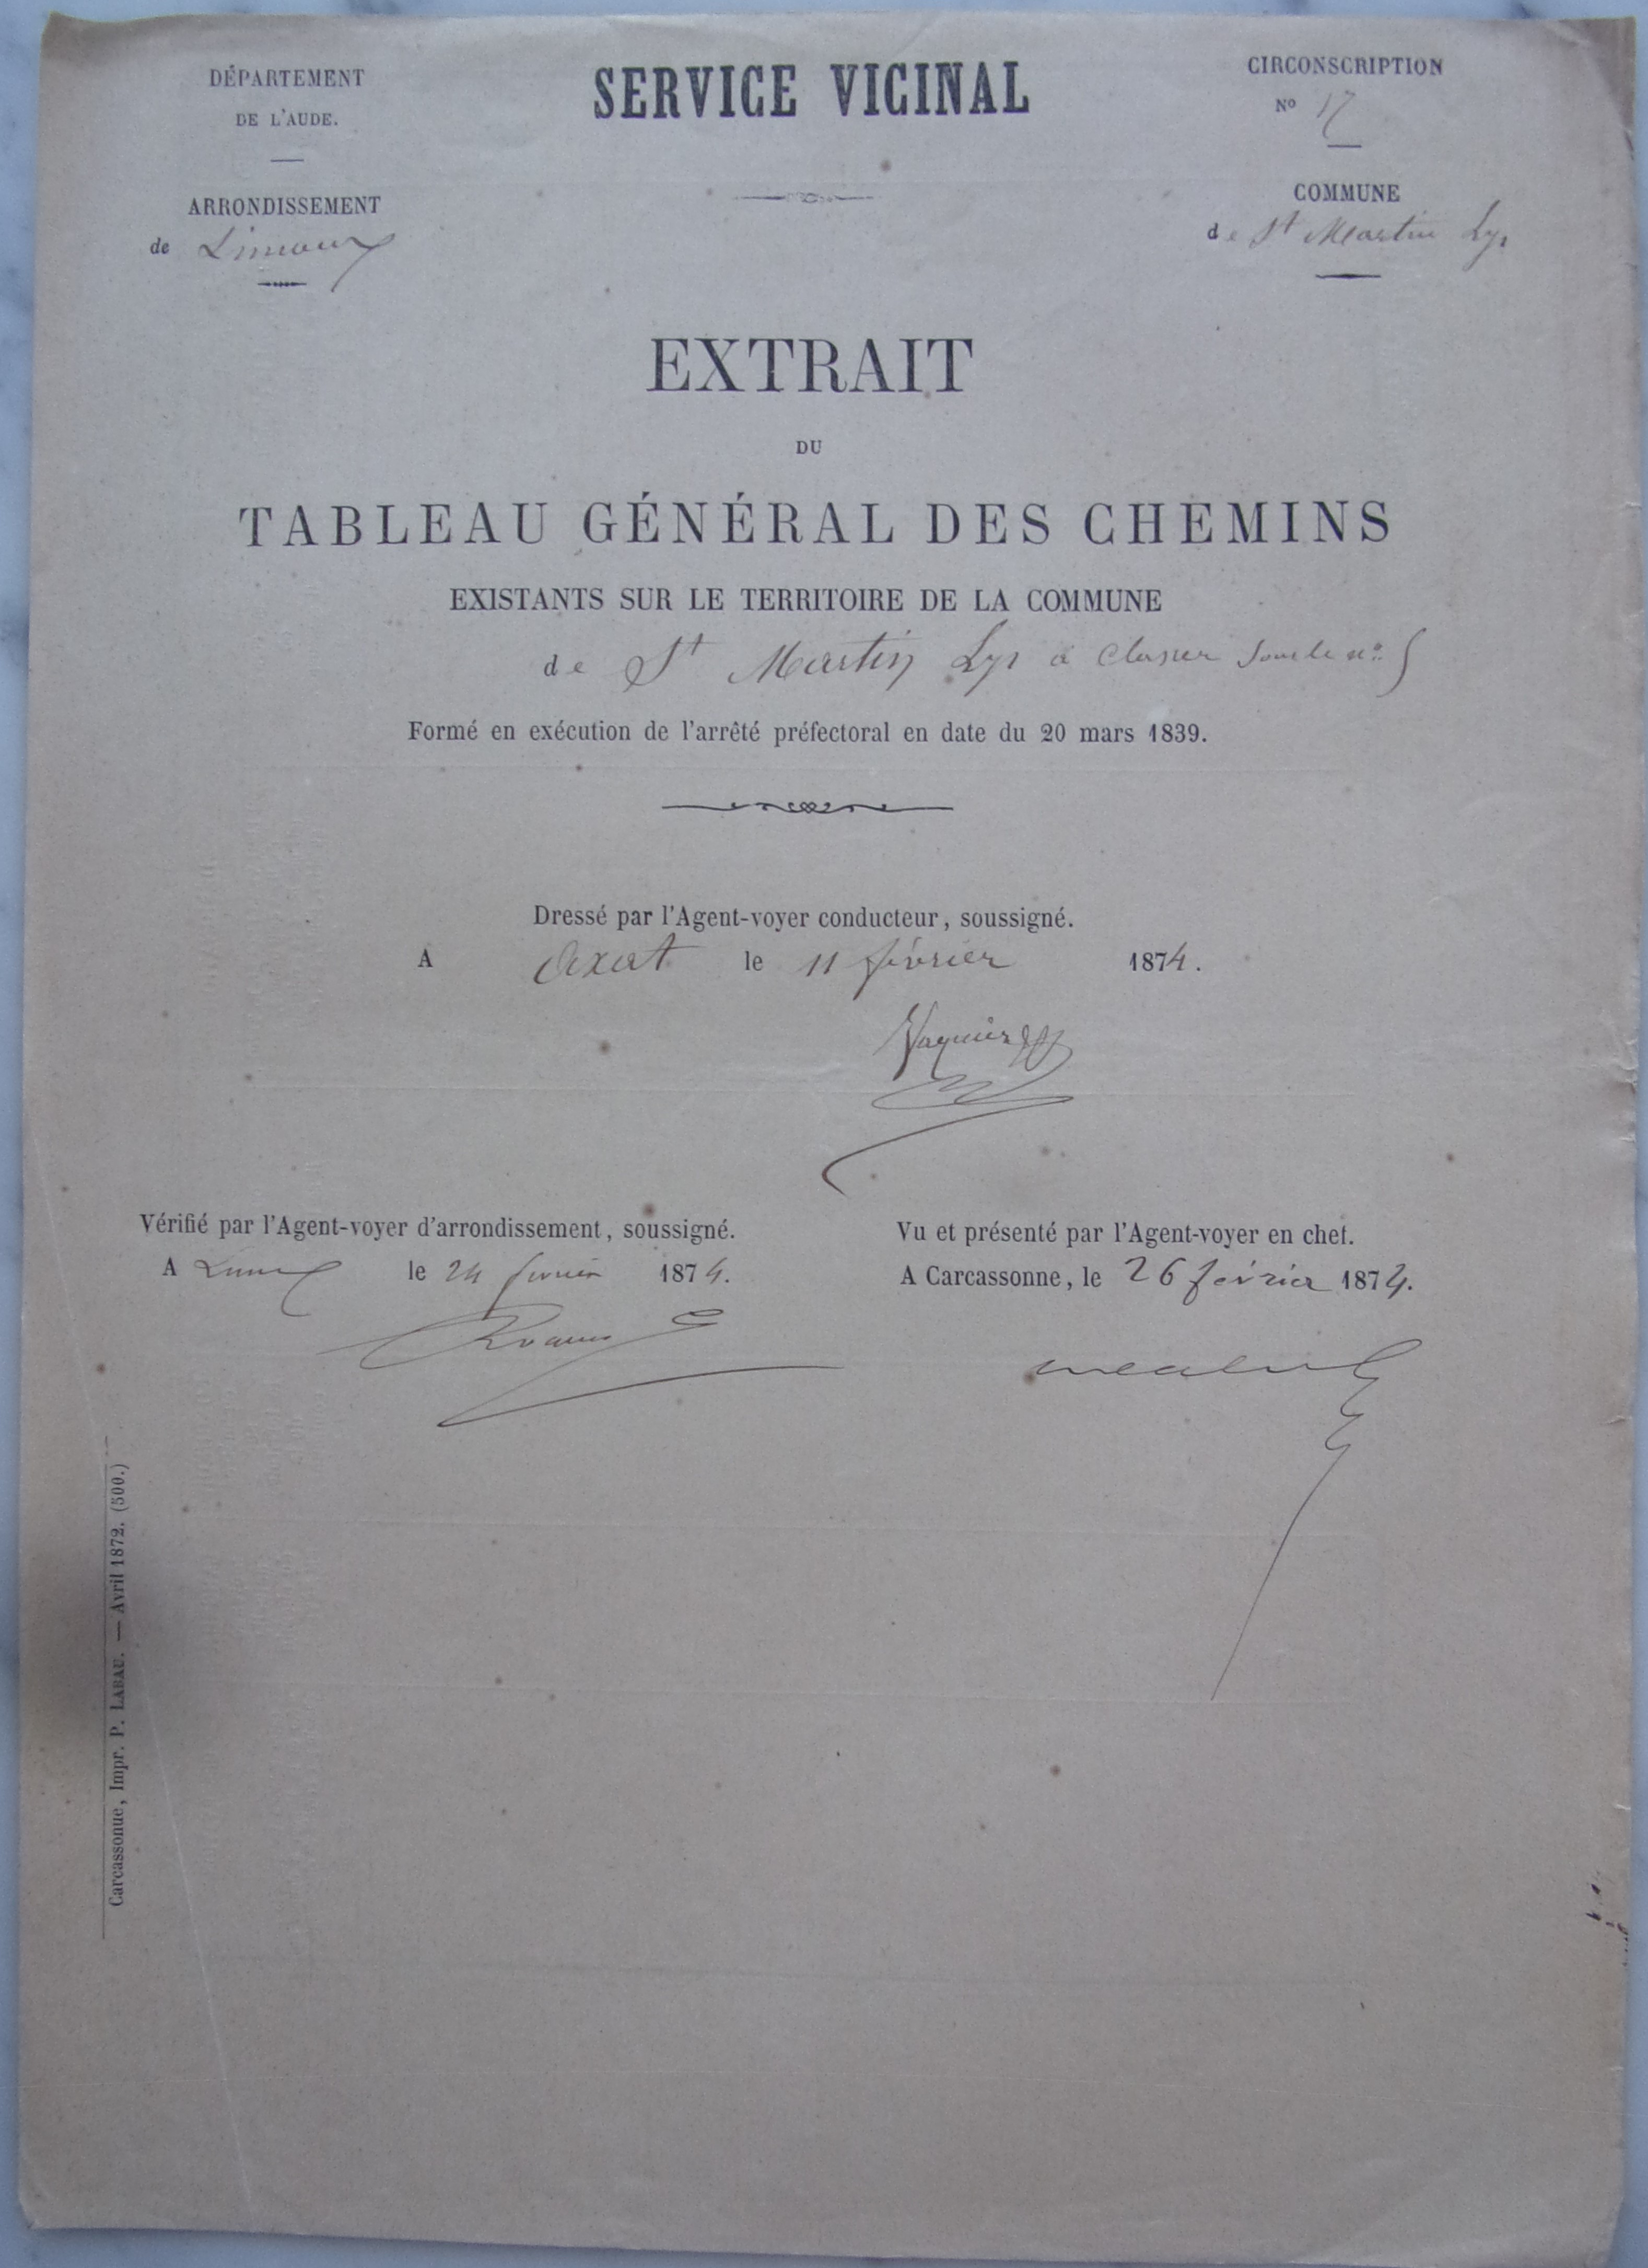 DÉPARTEMENT
DE L'AUDE.
ARRONDISSEMENT
de Limoux
SERVICE VICINAL
CIRCONSCRIPTION
No 17
COMMUNE
de St Martin Lys
EXTRAIT
DU
TABLEAU GÉNÉRAL DES CHEMINS
EXISTANTS SUR LE TERRITOIRE DE LA COMMUNE
de St Martin Lys à classer sous le no 5
Formé en exécution de l'arrêté préfectoral en date du 20 mars 1839.
Dressé par l'Agent-voyer conducteur, soussigné.
A Axat le 11 février 1874.
Vérifié par l'Agent-voyer d'arrondissement, soussigné.
A Limoux le 24 février 1874.
Vu et présenté par l'Agent-voyer en chef.
A Carcassonne, le 26 février 1874.
Carcassonne, Impr. P. LABAU. — Avril 1872. (500.)